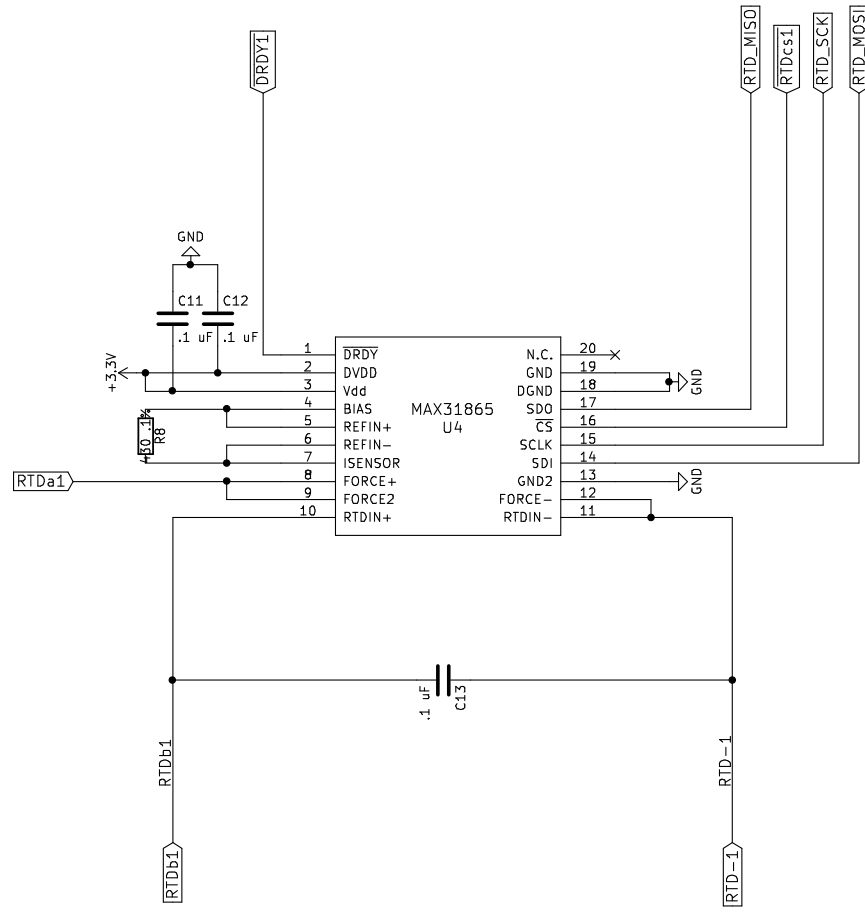 DRDY1
RTD_MISO
RTDcs1
RTD_SCK
RTD_MOSI
GND
C11
C12
.1 uF
.1 uF
+3.3V
430 .1%
R8
RTDa1
MAX31865
U4
1 DRDY
2 DVDD
3 Vdd
4 BIAS
5 REFIN+
6 REFIN-
7 ISENSOR
8 FORCE+
9 FORCE2
10 RTDIN+
N.C. 20
GND 19
DGND 18
SDO 17
CS 16
SCLK 15
SDI 14
GND2 13
FORCE- 12
RTDIN- 11
GND
GND
.1 uF
C13
RTDb1
RTD-1
RTDb1
RTD-1